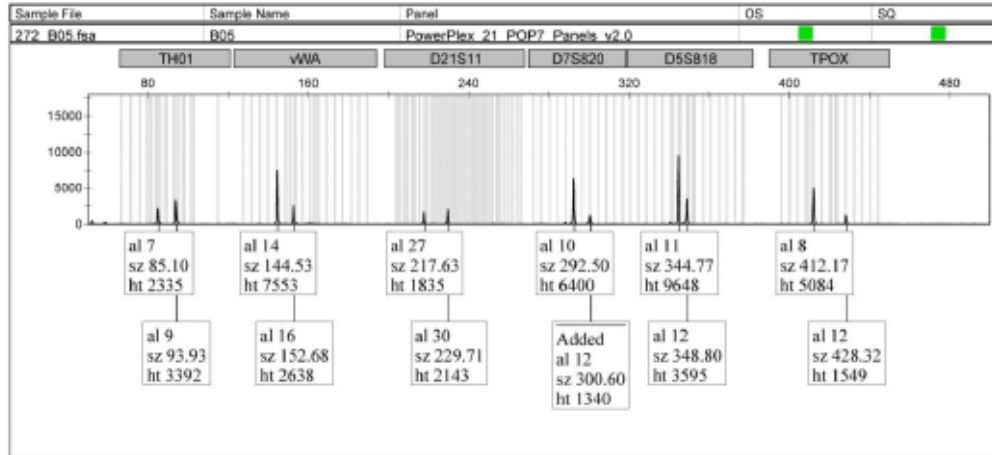 Sample File Sample Name Panel OS SQ
272_B05.fsa B05 PowerPlex_21_POP7_Panels_v2.0
TH01 vWA D21S11 D7S820 D5S818 TPOX
80 160 240 320 400 480
15000
10000
5000
0
al 7 al 14 al 27 al 10 al 11 al 8
sz 85.10 sz 144.53 sz 217.63 sz 292.50 sz 344.77 sz 412.17
ht 2335 ht 7553 ht 1835 ht 6400 ht 9648 ht 5084
al 9 al 16 al 30 Added al 12 al 12
sz 93.93 sz 152.68 sz 229.71 al 12 sz 348.80 sz 428.32
ht 3392 ht 2638 ht 2143 sz 300.60 ht 3595 ht 1549
ht 1340